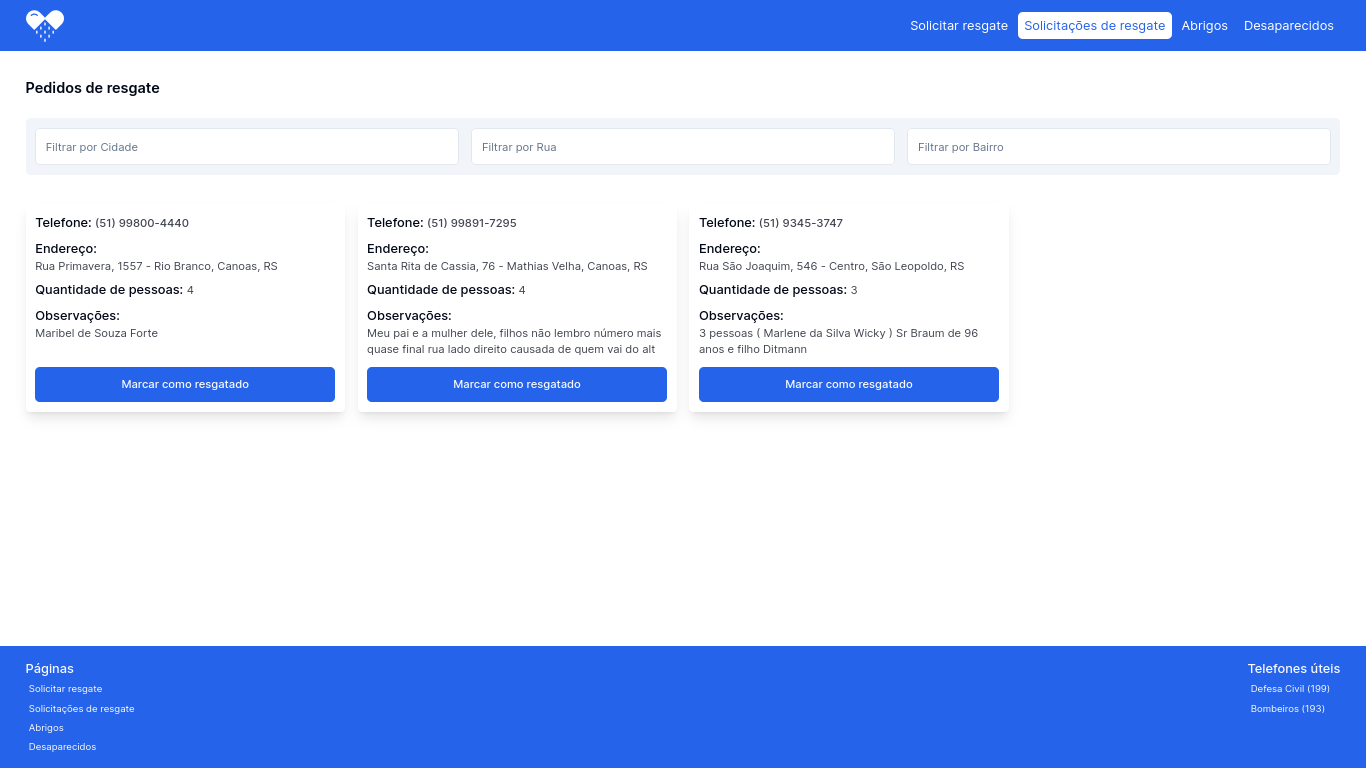 Solicitar resgate Solicitações de resgate Abrigos Desaparecidos
Pedidos de resgate
Filtrar por Cidade Filtrar por Rua Filtrar por Bairro
Telefone: (51) 99800-4440
Endereço:
Rua Primavera, 1557 - Rio Branco, Canoas, RS
Quantidade de pessoas: 4
Observações:
Maribel de Souza Forte
Marcar como resgatado
Telefone: (51) 99891-7295
Endereço:
Santa Rita de Cassia, 76 - Mathias Velha, Canoas, RS
Quantidade de pessoas: 4
Observações:
Meu pai e a mulher dele, filhos não lembro número mais
quase final rua lado direito causada de quem vai do alt
Marcar como resgatado
Telefone: (51) 9345-3747
Endereço:
Rua São Joaquim, 546 - Centro, São Leopoldo, RS
Quantidade de pessoas: 3
Observações:
3 pessoas ( Marlene da Silva Wicky ) Sr Braum de 96
anos e filho Ditmann
Marcar como resgatado
Páginas
Solicitar resgate
Solicitações de resgate
Abrigos
Desaparecidos
Telefones úteis
Defesa Civil (199)
Bombeiros (193)